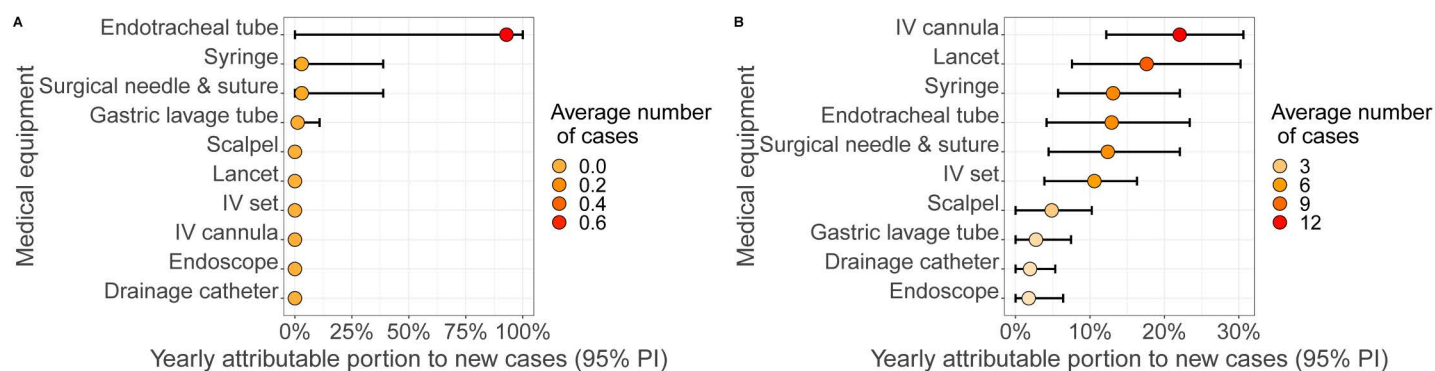 A
Medical equipment
Endotracheal tube
Syringe
Surgical needle & suture
Gastric lavage tube
Scalpel
Lancet
IV set
IV cannula
Endoscope
Drainage catheter
0% 25% 50% 75% 100%
Yearly attributable portion to new cases (95% PI)
Average number
of cases
0.0
0.2
0.4
0.6
B
Medical equipment
IV cannula
Lancet
Syringe
Endotracheal tube
Surgical needle & suture
IV set
Scalpel
Gastric lavage tube
Drainage catheter
Endoscope
0% 10% 20% 30%
Yearly attributable portion to new cases (95% PI)
Average number
of cases
3
6
9
12